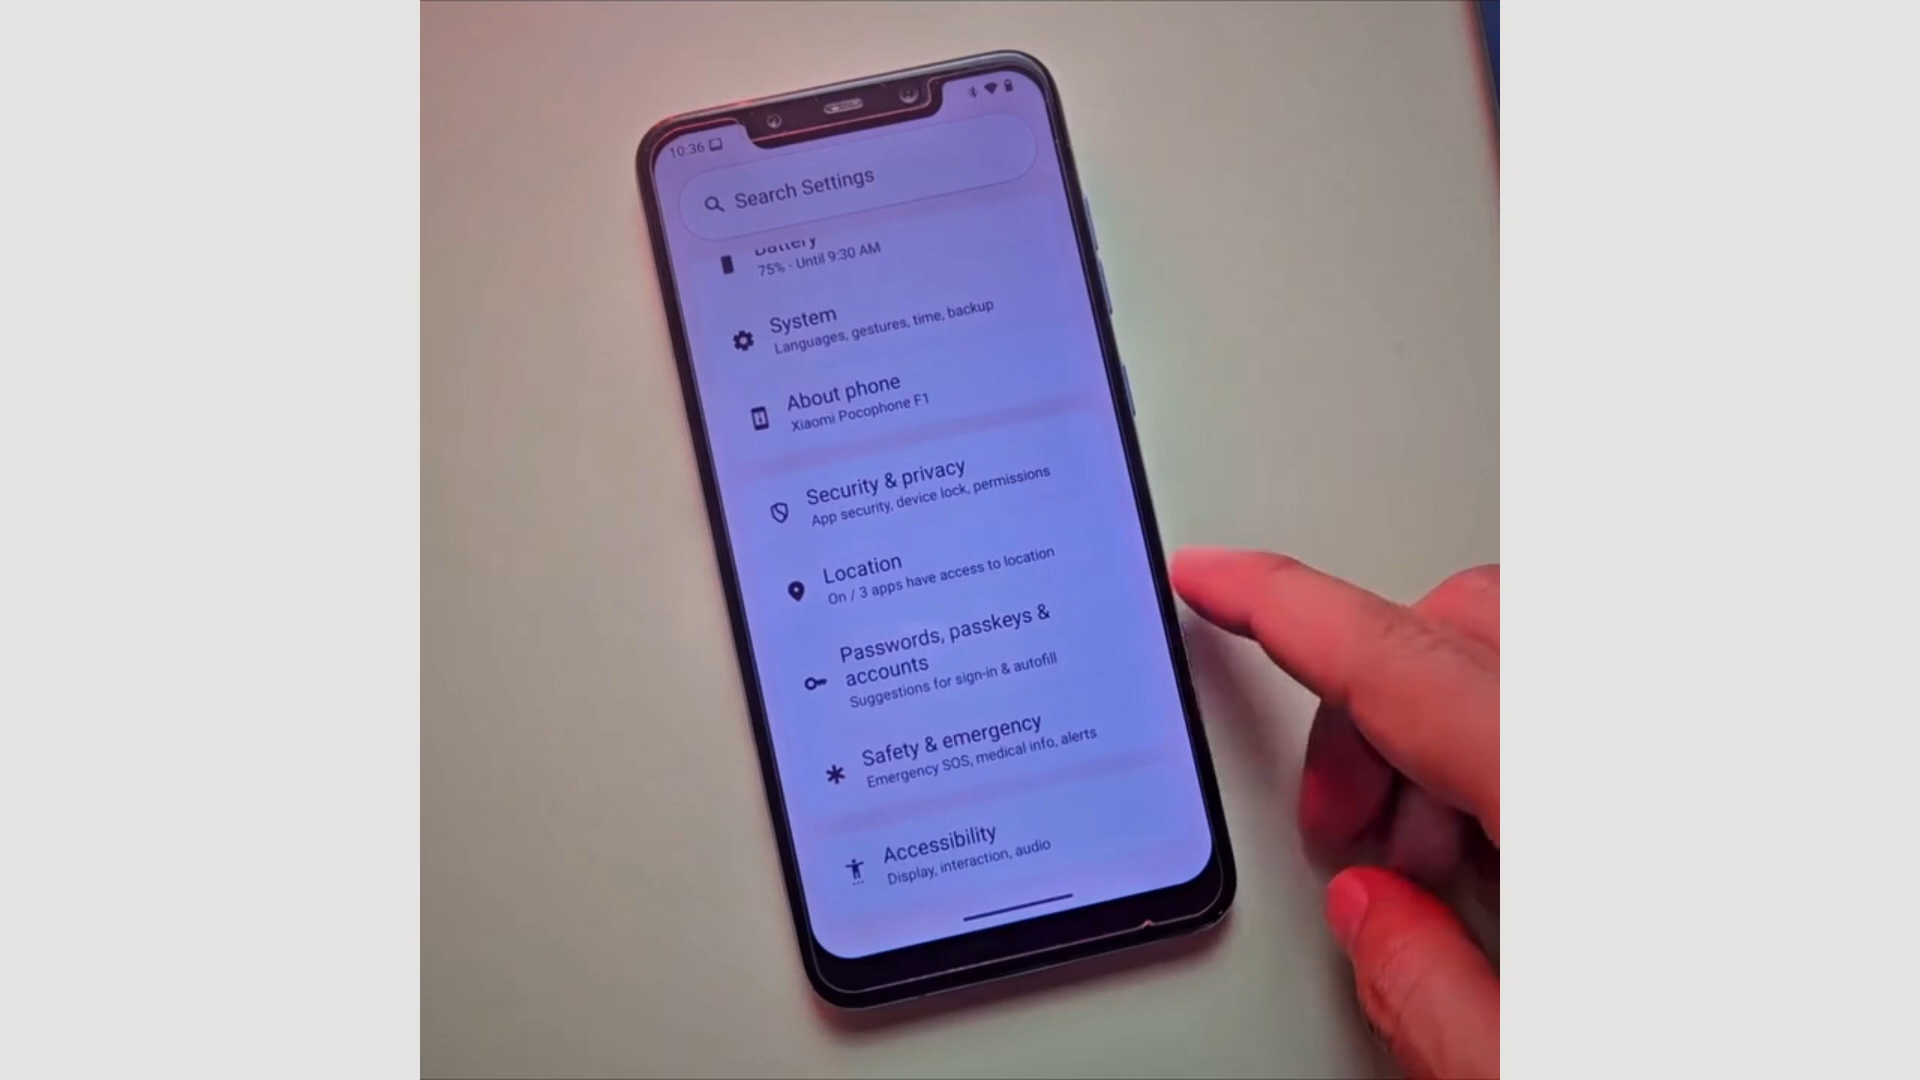 10:36
Search Settings
Battery
75% - Until 9:30 AM
System
Languages, gestures, time, backup
About phone
Xiaomi Pocophone F1
Security & privacy
App security, device lock, permissions
Location
On / 3 apps have access to location
Passwords, passkeys &
accounts
Suggestions for sign-in & autofill
Safety & emergency
Emergency SOS, medical info, alerts
Accessibility
Display, interaction, audio